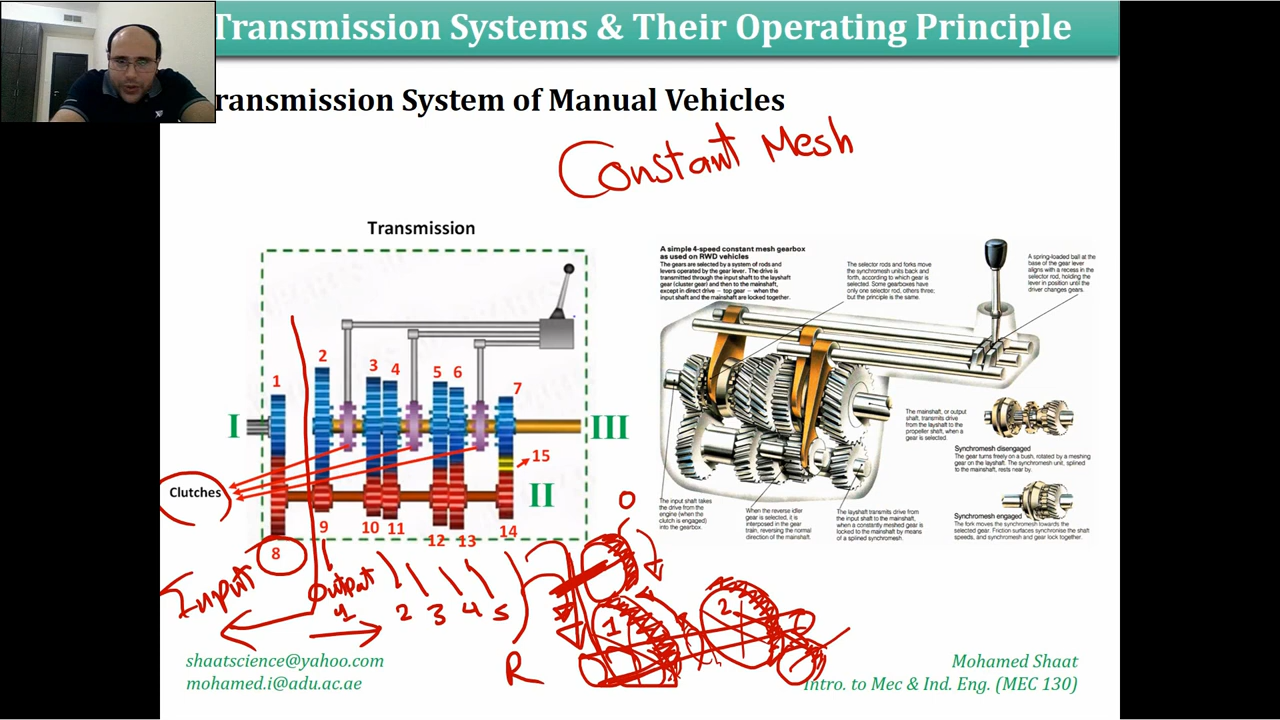 Transmission Systems & Their Operating Principle
ransmission System of Manual Vehicles
Constant Mesh
Transmission
1
2
3
4
5
6
7
I
III
15
Clutches
II
8
9
10
11
12
13
14
Input
Output
1
2
3
4
5
R
0
1
2
A simple 4-speed constant mesh gearbox
as used on RWD vehicles
The gears are selected by a system of rods and
levers operated by the gear lever. The drive is
transmitted through the input shaft to the layshaft
gear (cluster gear) and then to the mainshaft,
except in direct drive – top gear – when the
input shaft and the mainshaft are locked together.
The selector rods and forks move
the synchromesh units back and
forth, according to which gear is
selected. Some gearboxes have
only one selector rod, others three;
but the principle is the same.
A spring-loaded ball at the
base of the gear lever
aligns with a recess in the
selector rod, holding the
lever in position until the
driver changes gears.
The mainshaft, or output
shaft, transmits drive
from the layshaft to the
propeller shaft, when a
gear is selected.
Synchromesh disengaged
The gear turns freely on a bush, rotated by a meshing
gear on the layshaft. The synchromesh unit, splined
to the mainshaft, rests nearby.
Synchromesh engaged
The fork moves the synchromesh towards the
selected gear. Friction surfaces synchronise the shaft
speeds, and synchromesh and gear lock together.
The input shaft takes
the drive from the
engine (when the
clutch is engaged)
into the gearbox.
When the reverse idler
gear is selected, it is
interposed in the gear
train, reversing the normal
direction of the mainshaft.
The layshaft transmits drive from
the input shaft to the mainshaft,
when a constantly meshed gear is
locked to the mainshaft by means
of a splined synchromesh.
shaatscience@yahoo.com
mohamed.i@adu.ac.ae
Mohamed Shaat
Intro. to Mec & Ind. Eng. (MEC 130)